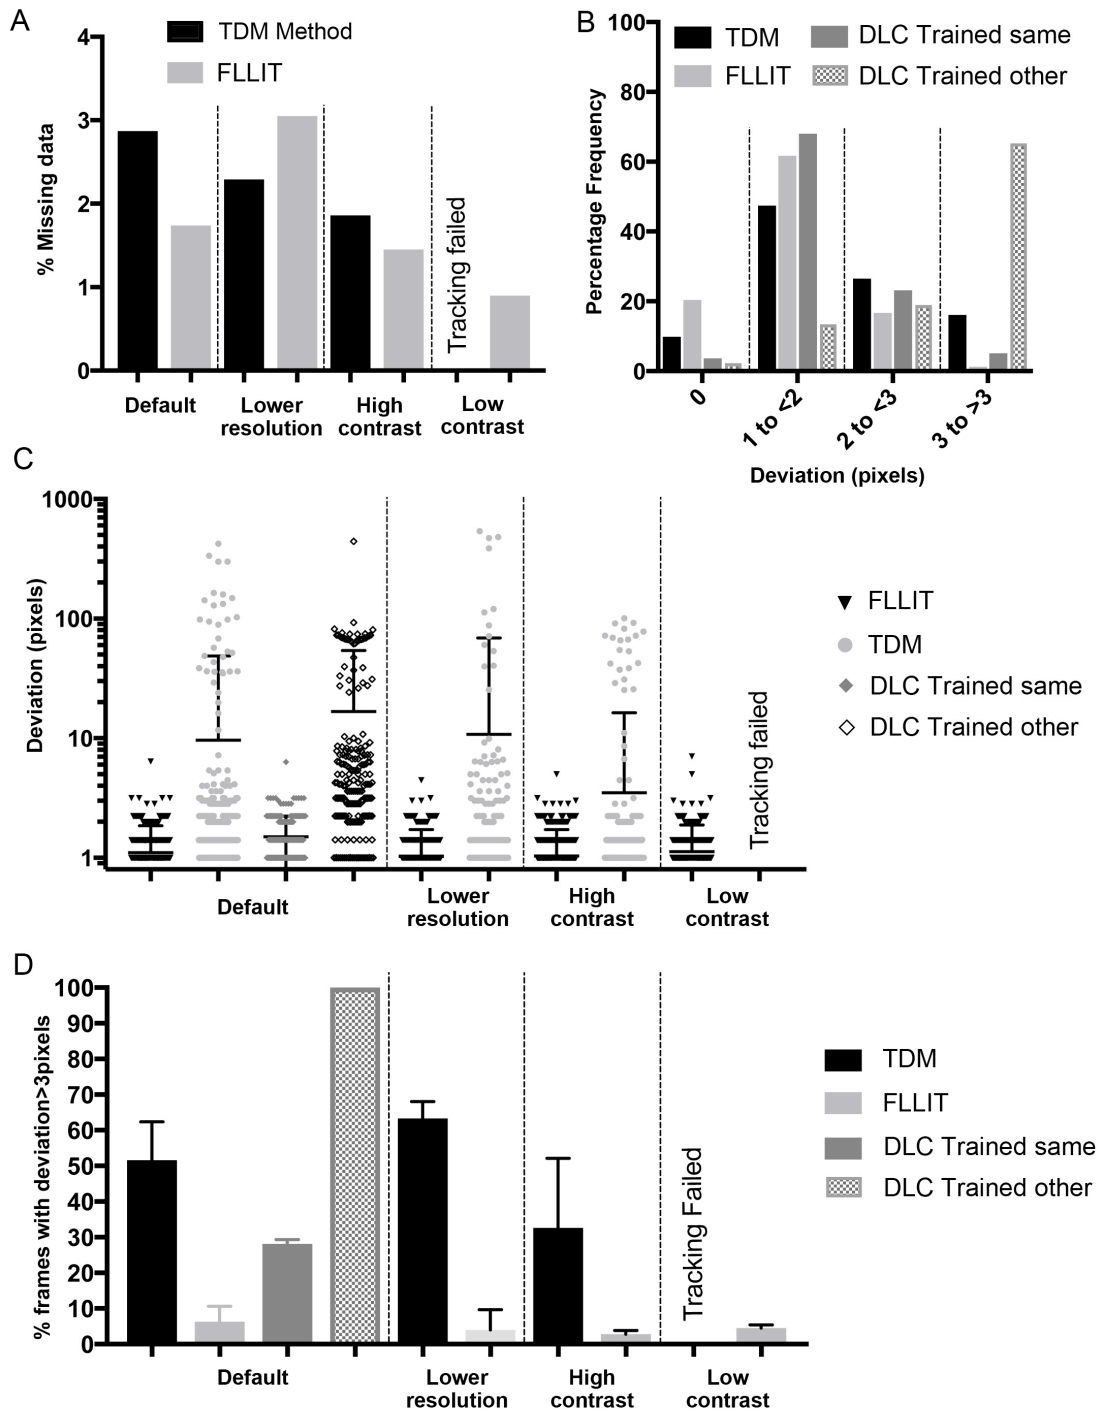 A
TDM Method
FLLIT
% Missing data
4
3
2
1
0
Tracking failed
Default
Lower
resolution
High
contrast
Low
contrast
B
TDM
DLC Trained same
FLLIT
DLC Trained other
Percentage Frequency
100
80
60
40
20
0
0
1 to <2
2 to <3
3 to >3
Deviation (pixels)
C
Deviation (pixels)
1000
100
10
1
Tracking failed
FLLIT
TDM
DLC Trained same
DLC Trained other
Default
Lower
resolution
High
contrast
Low
contrast
D
% frames with deviation>3pixels
100
90
80
70
60
50
40
30
20
10
0
Tracking Failed
TDM
FLLIT
DLC Trained same
DLC Trained other
Default
Lower
resolution
High
contrast
Low
contrast